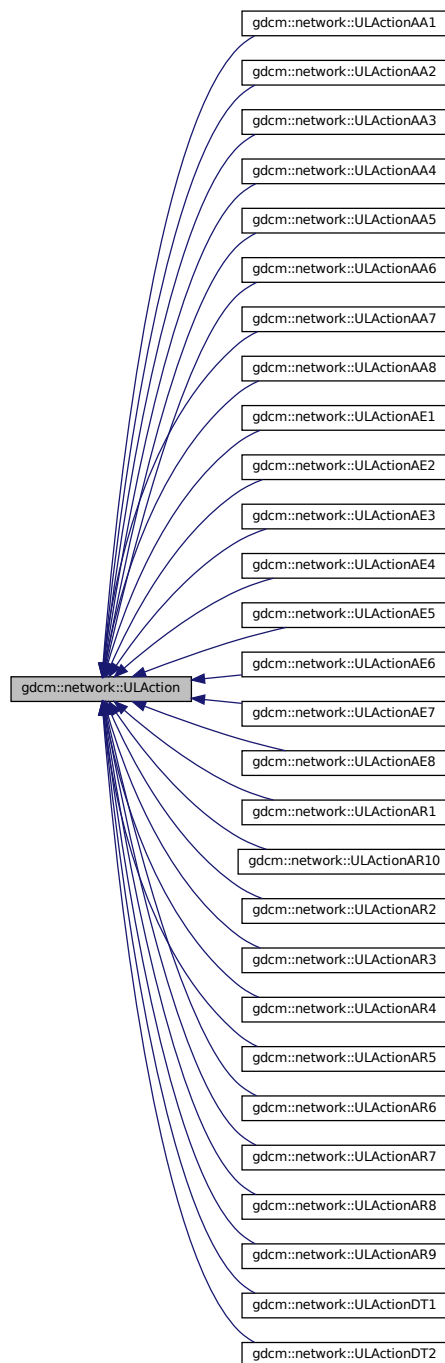 gdcm::network::ULActionAA1
gdcm::network::ULActionAA2
gdcm::network::ULActionAA3
gdcm::network::ULActionAA4
gdcm::network::ULActionAA5
gdcm::network::ULActionAA6
gdcm::network::ULActionAA7
gdcm::network::ULActionAA8
gdcm::network::ULActionAE1
gdcm::network::ULActionAE2
gdcm::network::ULActionAE3
gdcm::network::ULActionAE4
gdcm::network::ULActionAE5
gdcm::network::ULActionAE6
gdcm::network::ULAction
gdcm::network::ULActionAE7
gdcm::network::ULActionAE8
gdcm::network::ULActionAR1
gdcm::network::ULActionAR10
gdcm::network::ULActionAR2
gdcm::network::ULActionAR3
gdcm::network::ULActionAR4
gdcm::network::ULActionAR5
gdcm::network::ULActionAR6
gdcm::network::ULActionAR7
gdcm::network::ULActionAR8
gdcm::network::ULActionAR9
gdcm::network::ULActionDT1
gdcm::network::ULActionDT2